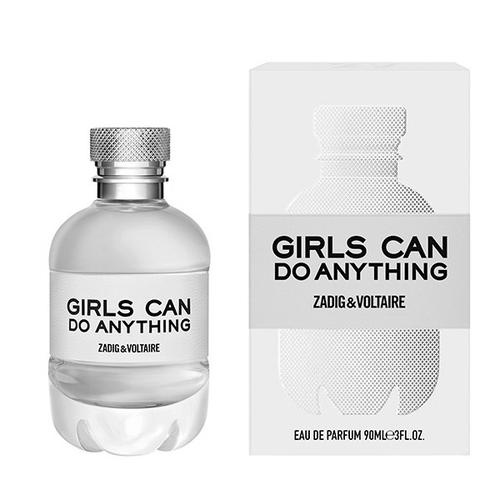 GIRLS CAN
DO ANYTHING
ZADIG&VOLTAIRE
GIRLS CAN
DO ANYTHING
ZADIG&VOLTAIRE
EAU DE PARFUM 90ML℮3FL.OZ.